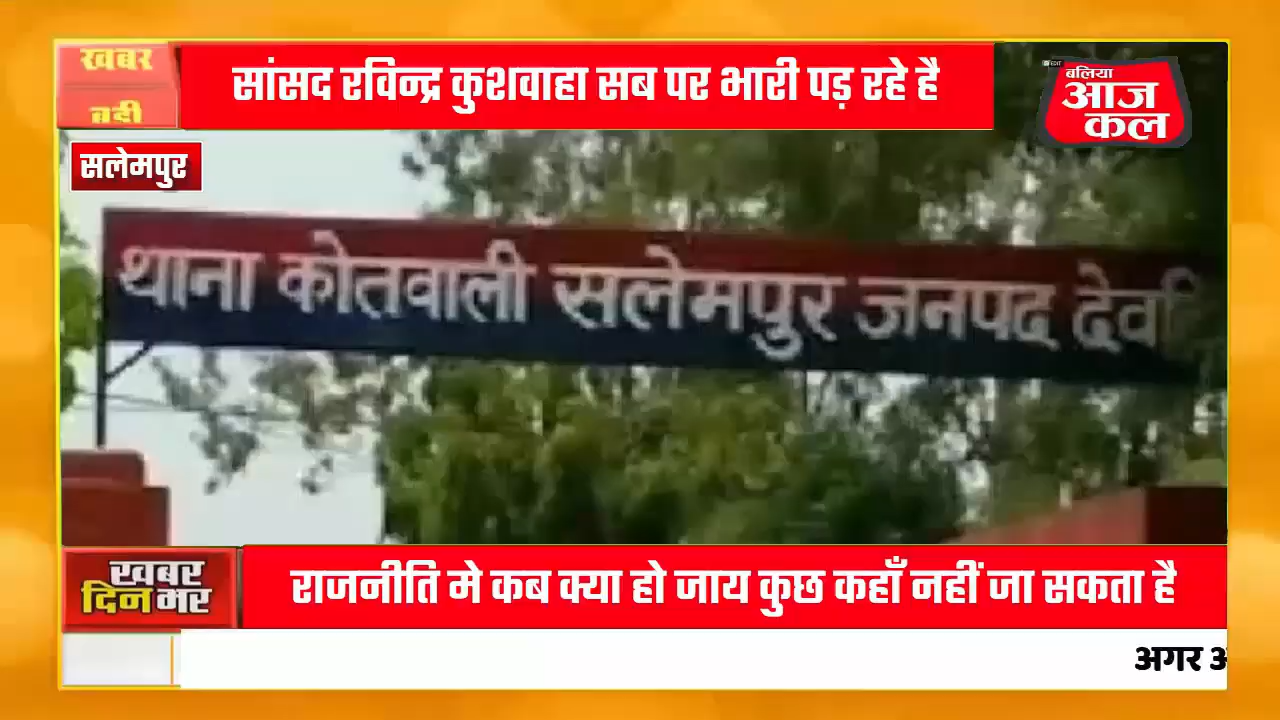 खबर
बड़ी
सांसद रविन्द्र कुशवाहा सब पर भारी पड़ रहे है
बलिया
आज
कल
सलेमपुर
थाना कोतवाली सलेमपुर जनपद
खबर
दिन भर
राजनीति मे कब क्या हो जाय कुछ कहाँ नहीं जा सकता है
अगर